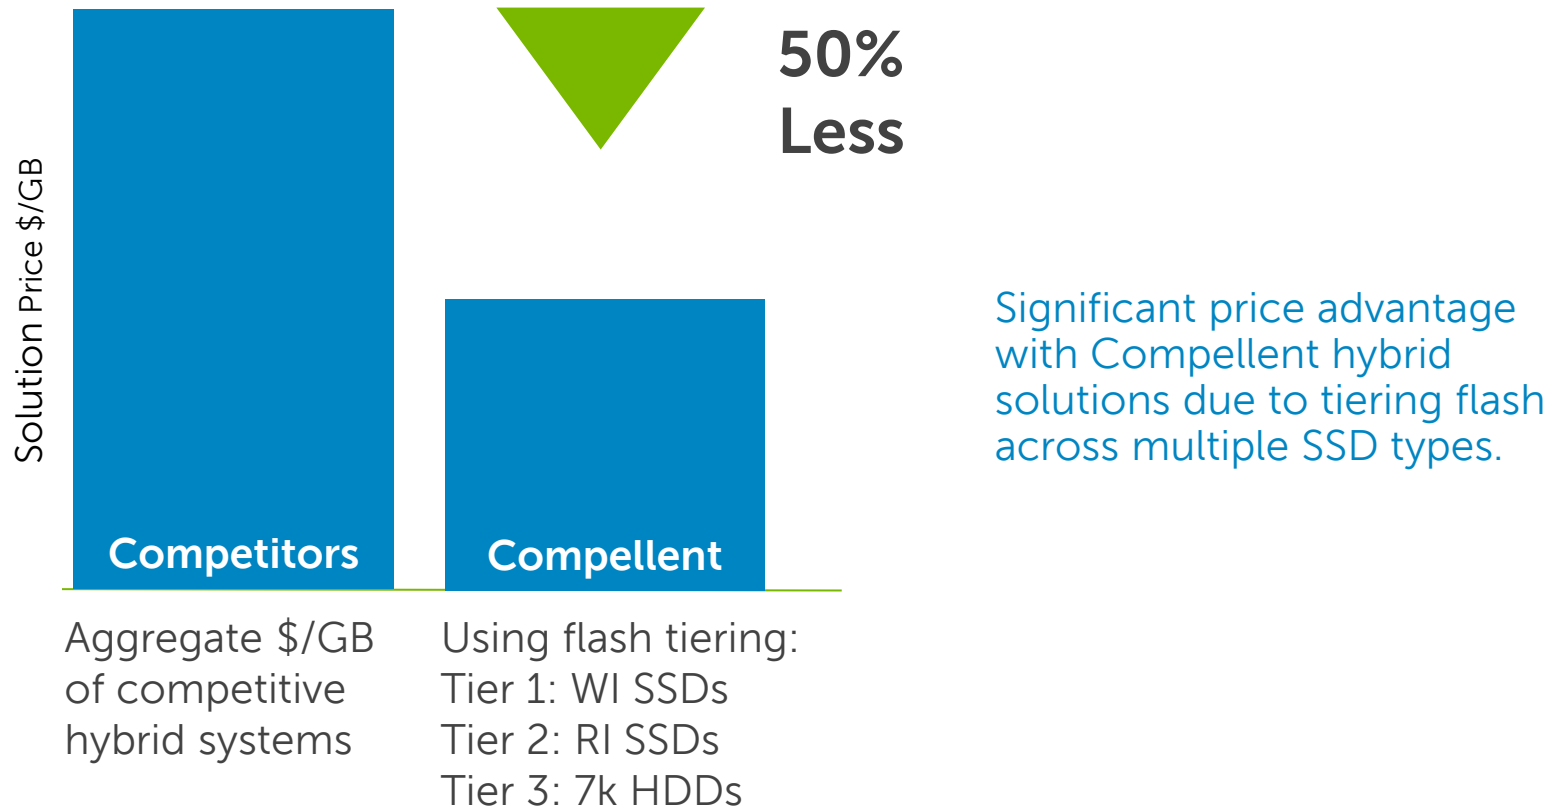 Solution Price $/GB
50%
Less
Competitors
Compellent
Aggregate $/GB
of competitive
hybrid systems
Using flash tiering:
Tier 1: WI SSDs
Tier 2: RI SSDs
Tier 3: 7k HDDs
Significant price advantage
with Compellent hybrid
solutions due to tiering flash
across multiple SSD types.